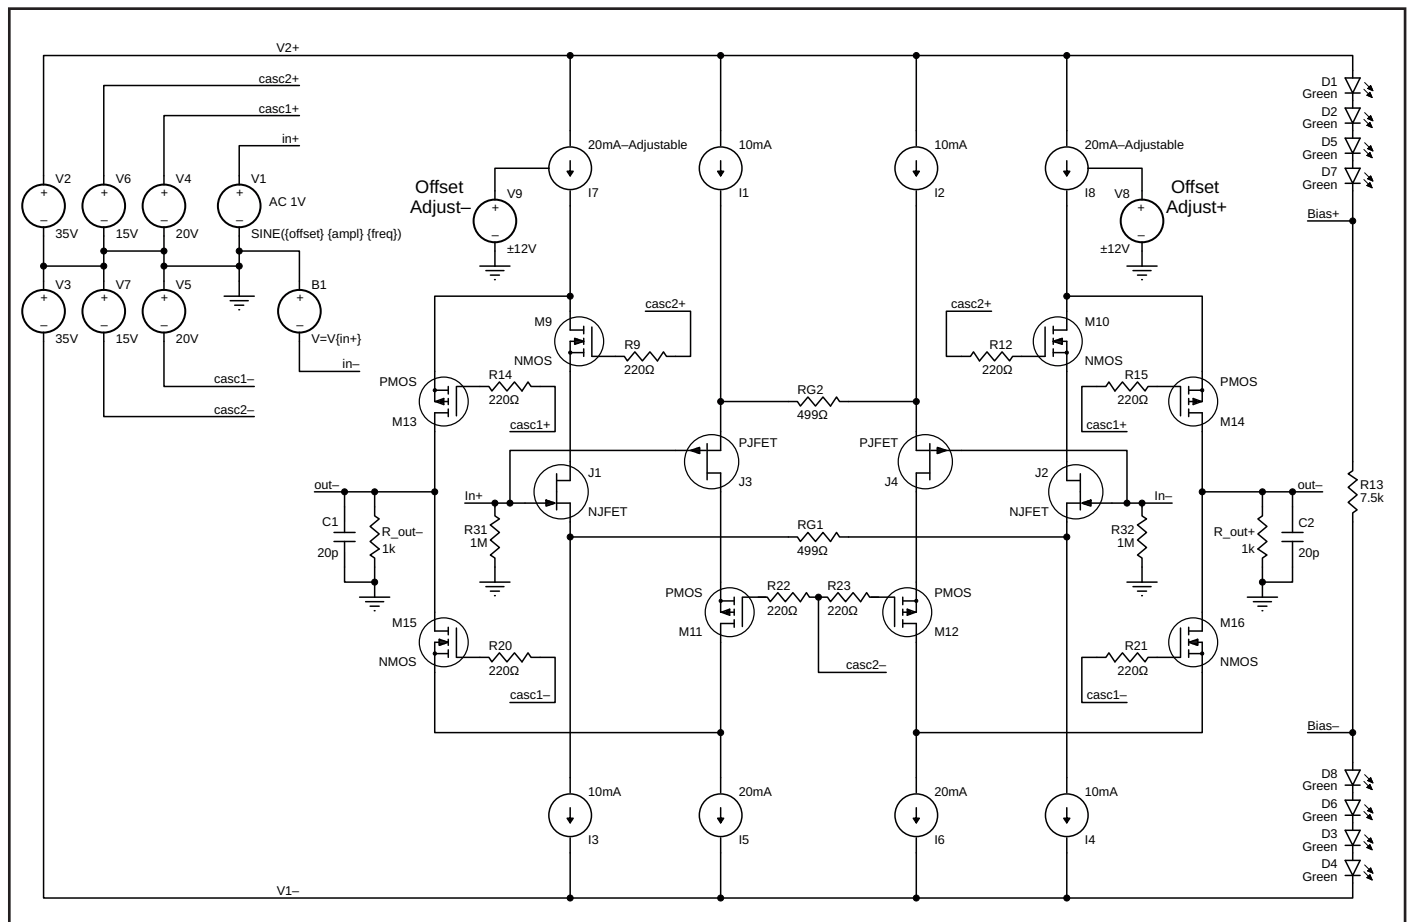 V2+
casc2+
casc1+
in+
V2
35V
V6
15V
V4
20V
V1
AC 1V
SINE({offset} {ampl} {freq})
V3
35V
V7
15V
V5
20V
B1
V=V{in+}
in–
casc1–
casc2–
20mA–Adjustable
I7
10mA
I1
10mA
I2
20mA–Adjustable
I8
Offset
Adjust–
V9
±12V
V8
±12V
Offset
Adjust+
D1
Green
D2
Green
D5
Green
D7
Green
Bias+
M9
NMOS
R9
220Ω
casc2+
casc2+
R12
220Ω
M10
NMOS
PMOS
M13
R14
220Ω
casc1+
RG2
499Ω
R15
220Ω
casc1+
PMOS
M14
PJFET
J3
PJFET
J4
out–
C1
20p
R_out–
1k
In+
R31
1M
J1
NJFET
RG1
499Ω
J2
NJFET
In–
R32
1M
out–
R_out+
1k
C2
20p
R13
7.5k
PMOS
M11
R22
220Ω
R23
220Ω
casc2–
PMOS
M12
M15
NMOS
R20
220Ω
casc1–
R21
220Ω
casc1–
M16
NMOS
Bias–
D8
Green
D6
Green
D3
Green
D4
Green
10mA
I3
20mA
I5
20mA
I6
10mA
I4
V1–